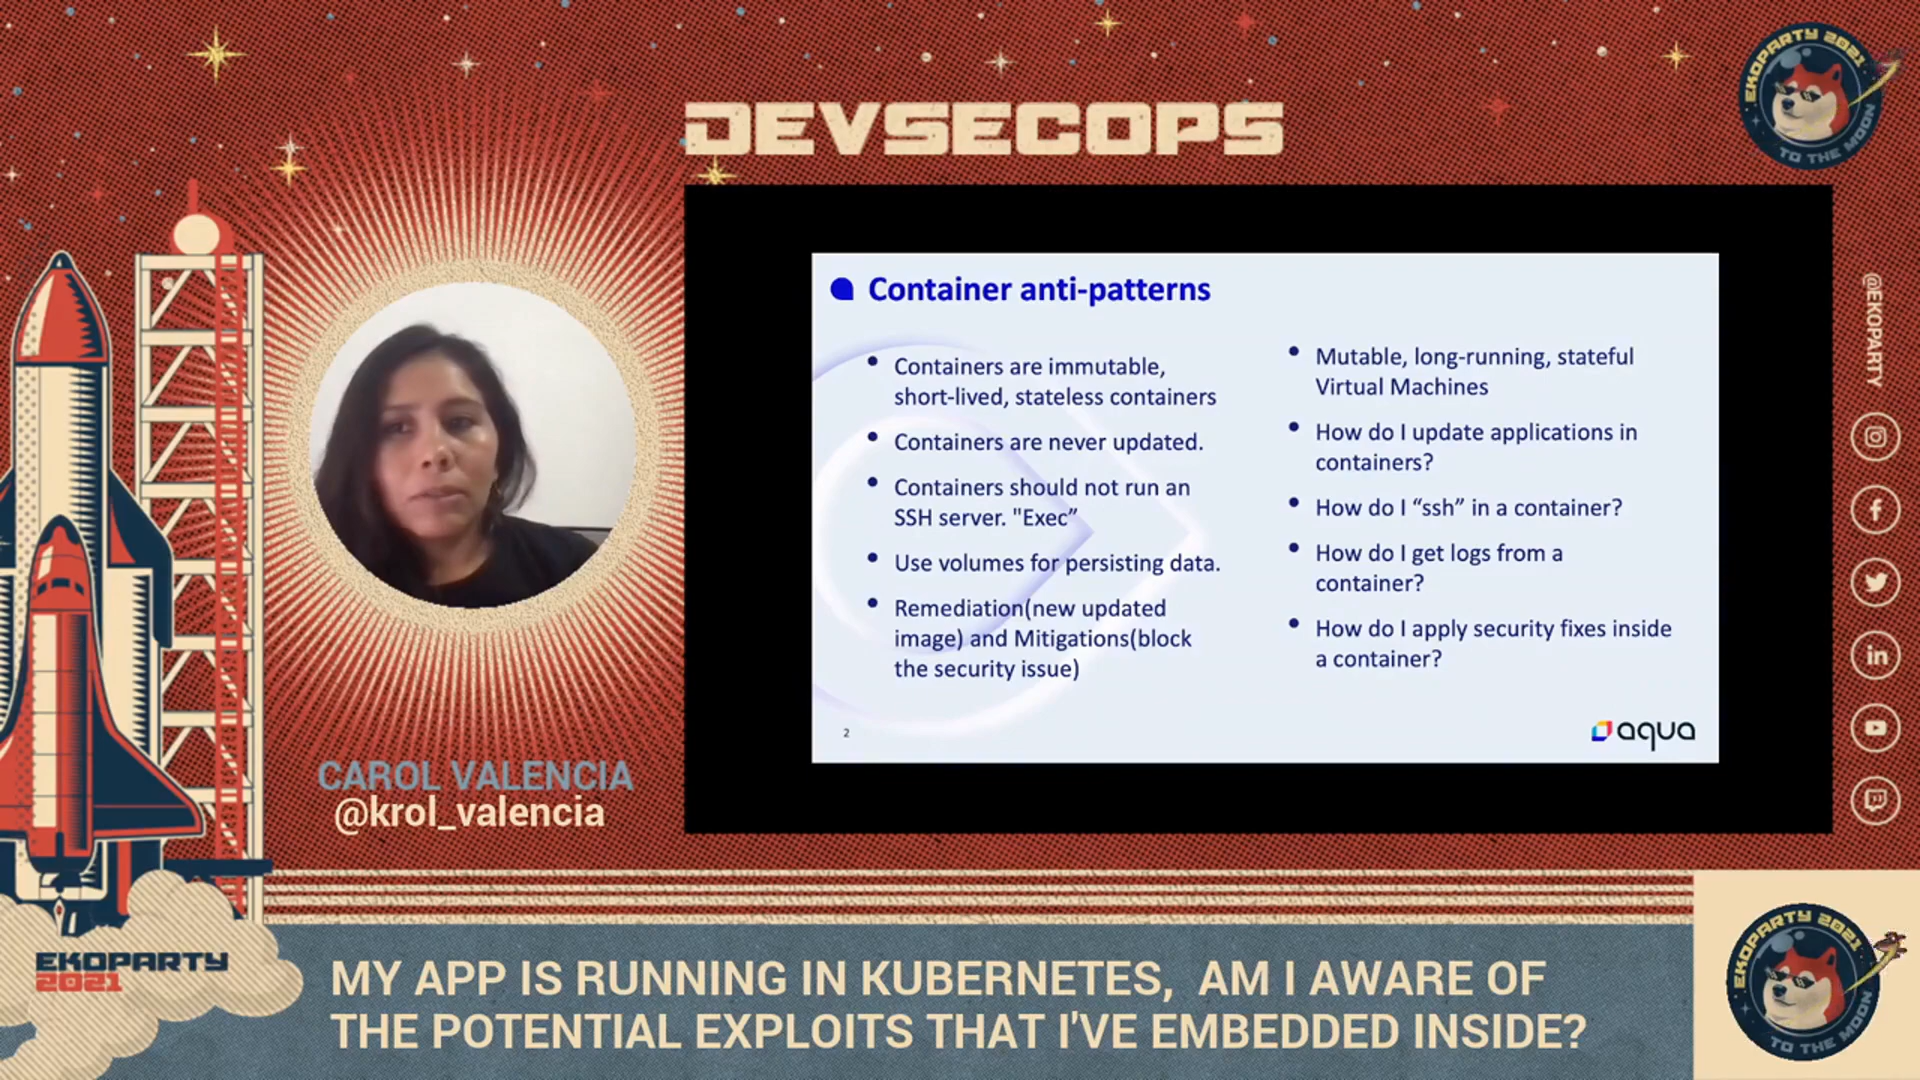 DEVSECOPS
EKOPARTY 2021
TO THE MOON
@EKOPARTY
Container anti-patterns
• Containers are immutable,
short-lived, stateless containers
• Containers are never updated.
• Containers should not run an
SSH server. "Exec”
• Use volumes for persisting data.
• Remediation(new updated
image) and Mitigations(block
the security issue)
• Mutable, long-running, stateful
Virtual Machines
• How do I update applications in
containers?
• How do I “ssh” in a container?
• How do I get logs from a
container?
• How do I apply security fixes inside
a container?
2
aqua
CAROL VALENCIA
@krol_valencia
EKOPARTY
2021
MY APP IS RUNNING IN KUBERNETES, AM I AWARE OF
THE POTENTIAL EXPLOITS THAT I'VE EMBEDDED INSIDE?
EKOPARTY 2021
TO THE MOON